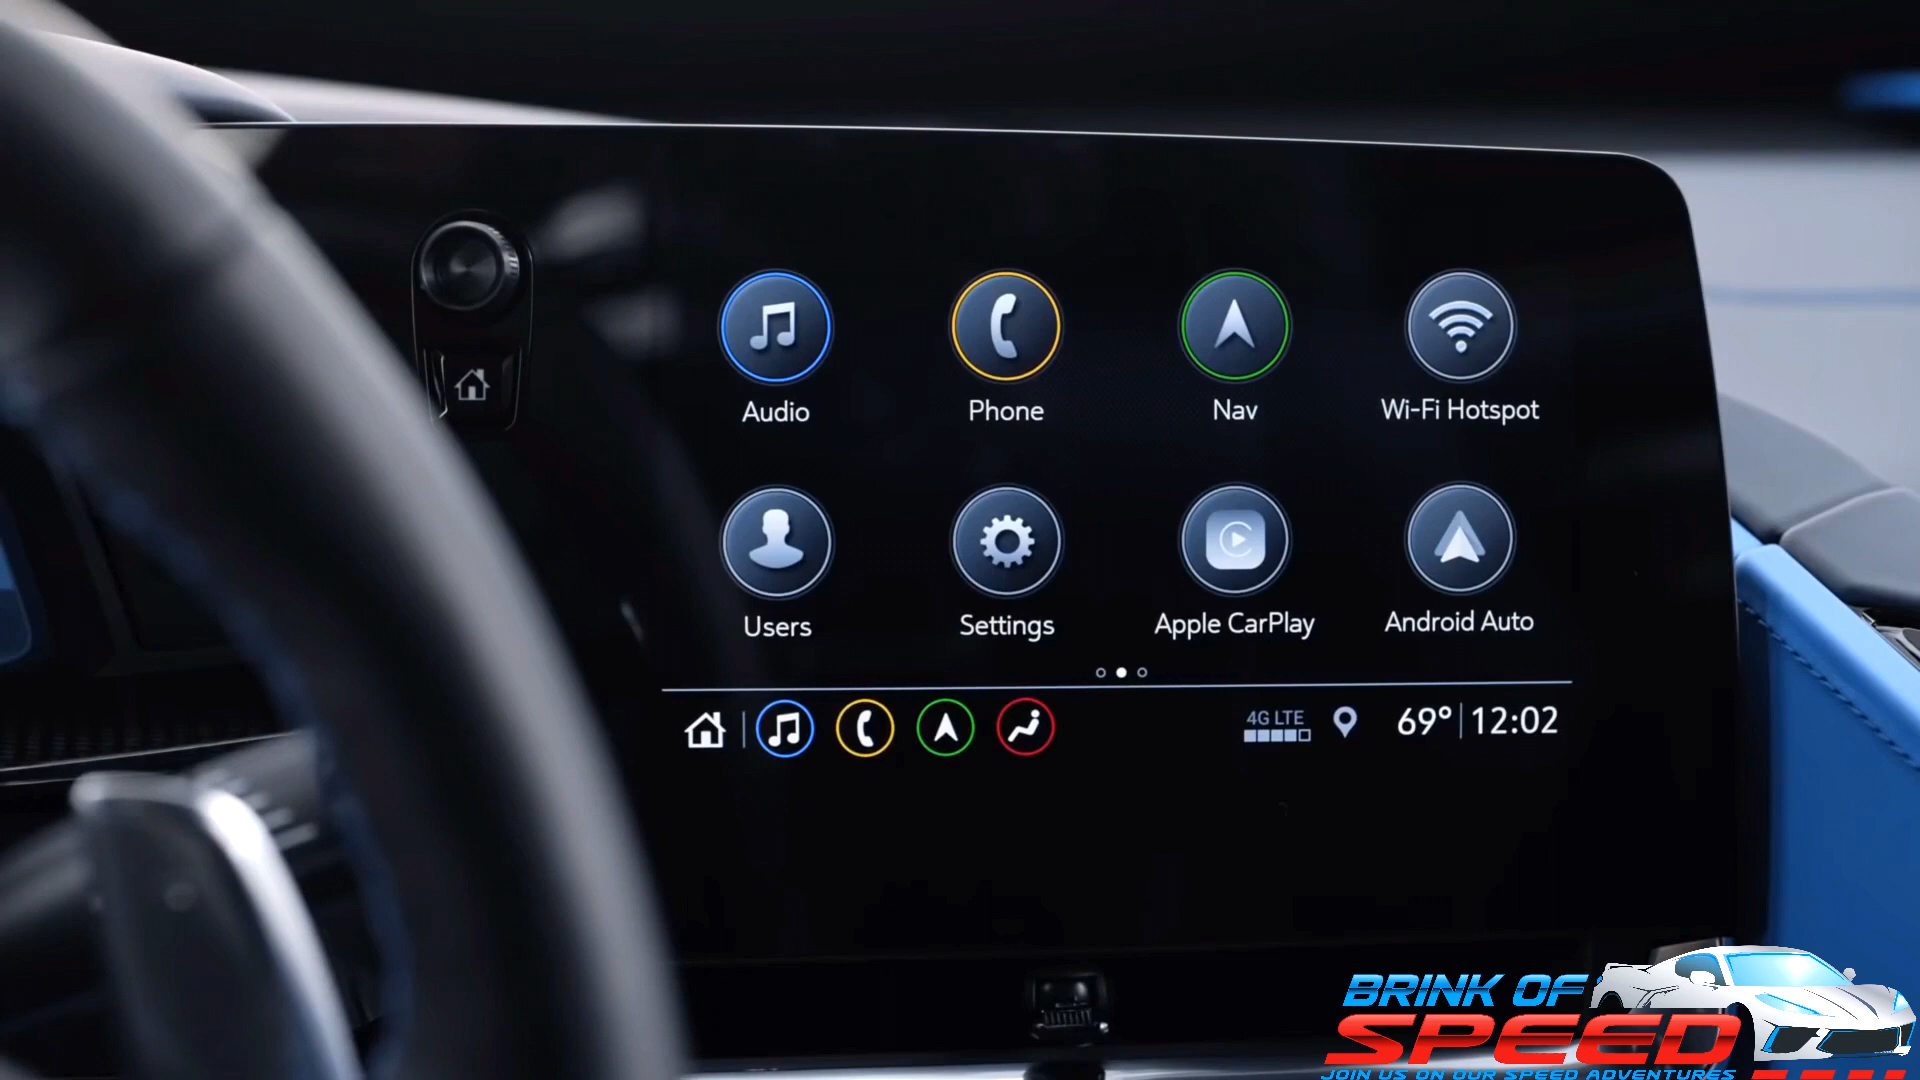 Audio
Phone
Nav
Wi-Fi Hotspot
Users
Settings
Apple CarPlay
Android Auto
4G LTE
69° 12:02
BRINK OF
SPEED
JOIN US ON OUR SPEED ADVENTURES